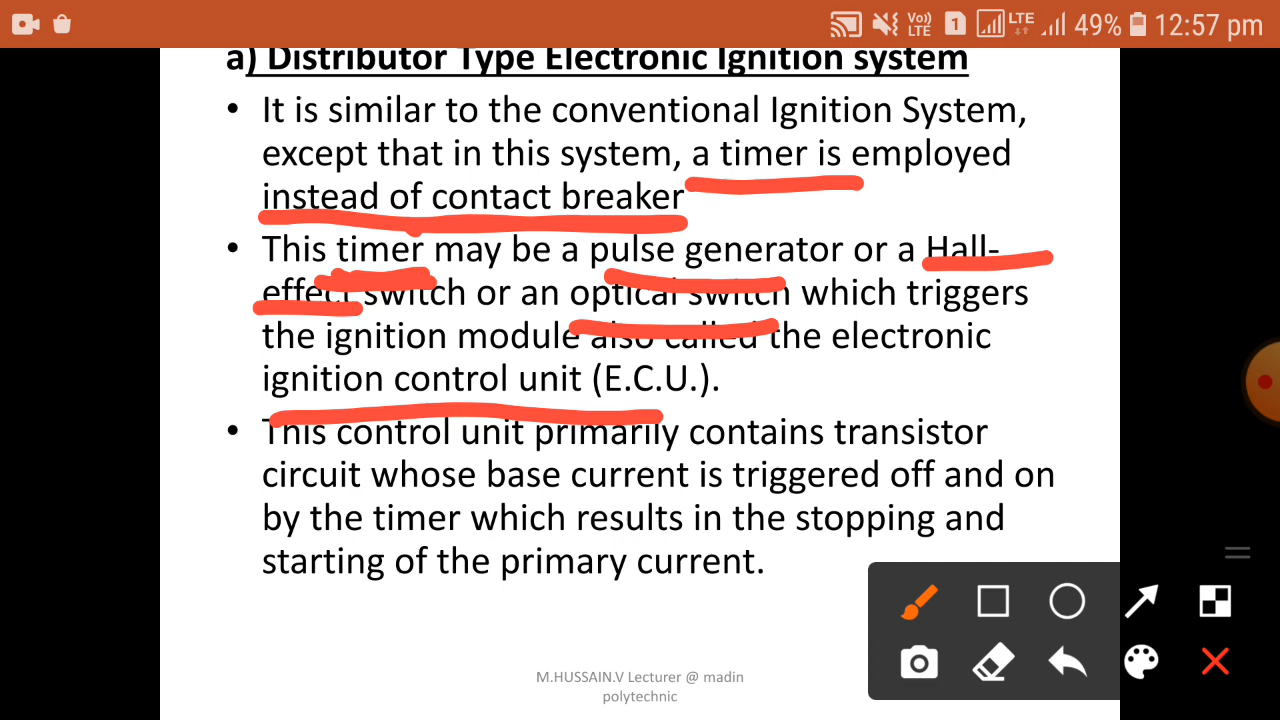 Vo))
LTE
1
LTE
49%
12:57 pm
a) Distributor Type Electronic Ignition system
• It is similar to the conventional Ignition System,
except that in this system, a timer is employed
instead of contact breaker
• This timer may be a pulse generator or a Hall-
effect switch or an optical switch which triggers
the ignition module also called the electronic
ignition control unit (E.C.U.).
• This control unit primarily contains transistor
circuit whose base current is triggered off and on
by the timer which results in the stopping and
starting of the primary current.
M.HUSSAIN.V Lecturer @ madin
polytechnic